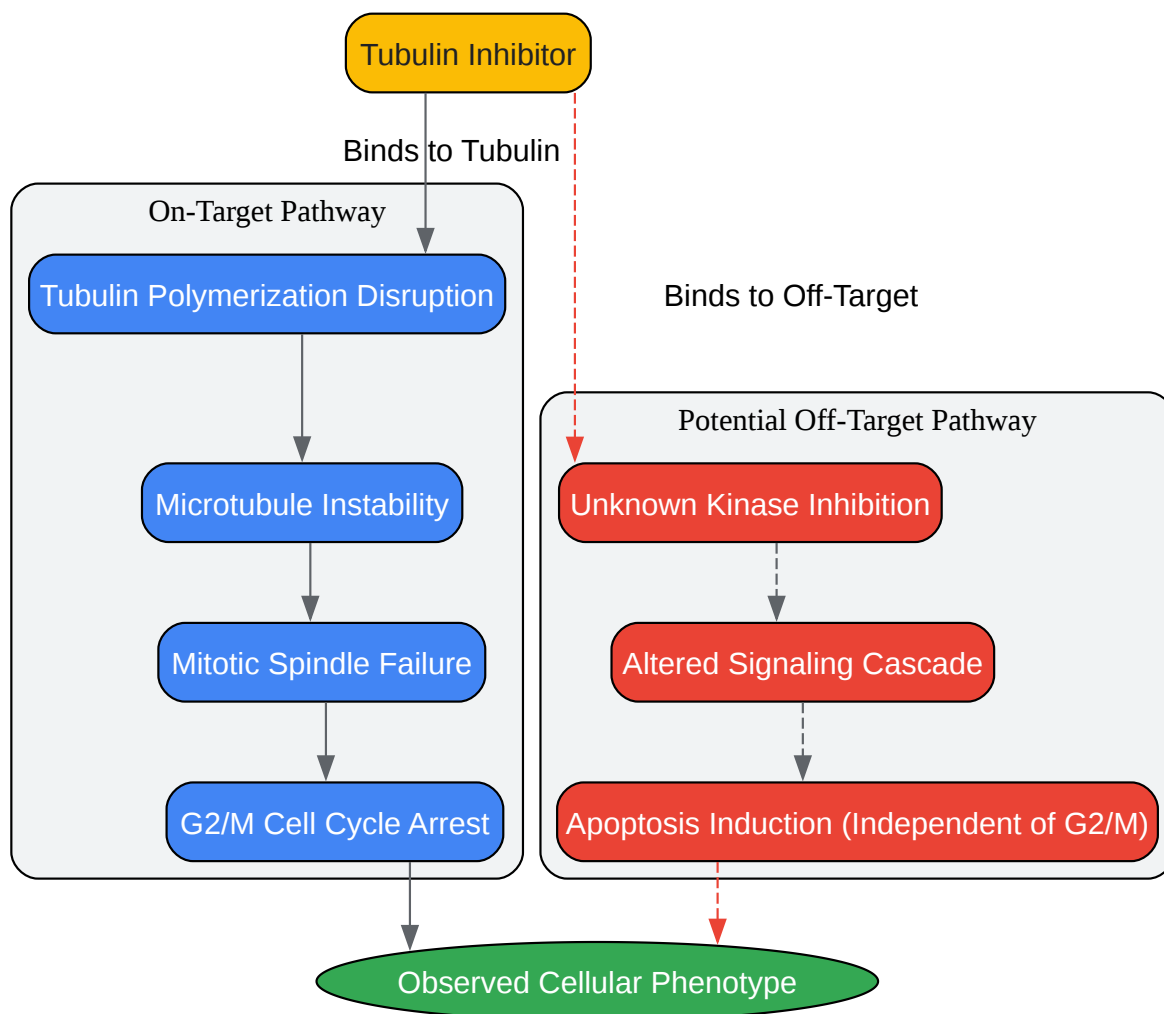 Tubulin Inhibitor
Binds to Tubulin
On-Target Pathway
Tubulin Polymerization Disruption
Binds to Off-Target
Potential Off-Target Pathway
Microtubule Instability
Unknown Kinase Inhibition
Mitotic Spindle Failure
Altered Signaling Cascade
G2/M Cell Cycle Arrest
Apoptosis Induction (Independent of G2/M)
Observed Cellular Phenotype